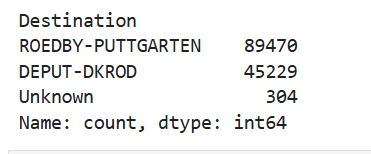 Destination
ROEDBY-PUTTGARTEN    89470
DEPUT-DKROD          45229
Unknown                304
Name: count, dtype: int64